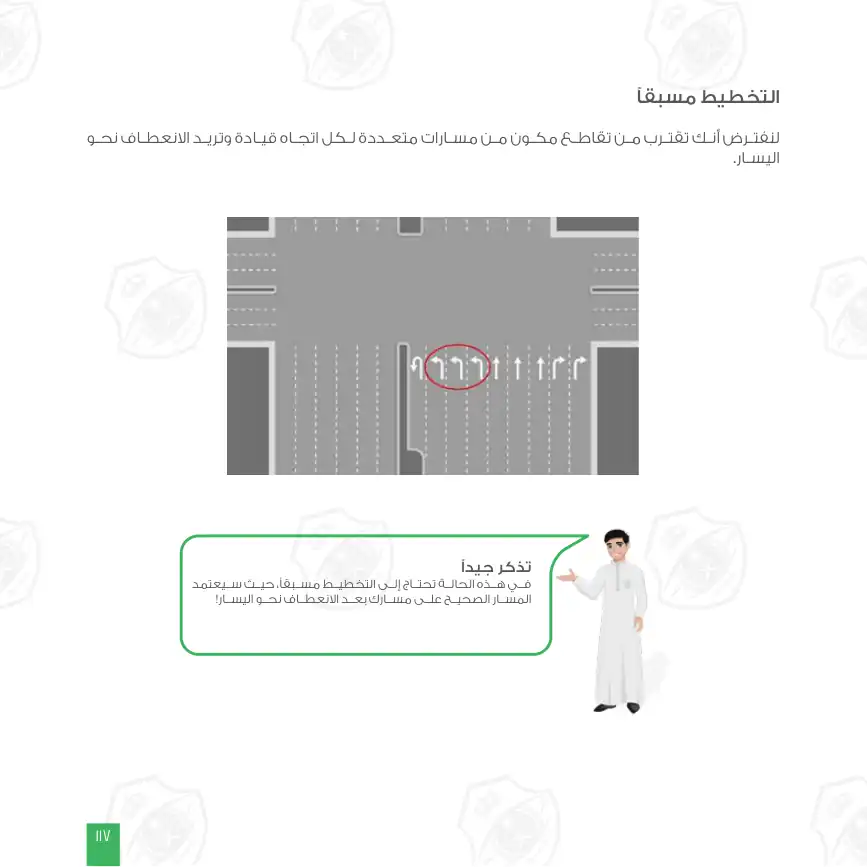 التخطيط مسبقاً
لنفترض أنك تقترب من تقاطع مكون من مسارات متعددة لكل اتجاه قيادة وتريد الانعطاف نحو
اليسار.
تذكر جيداً
في هذه الحالة تحتاج إلى التخطيط مسبقاً، حيث سيعتمد
المسار الصحيح على مسارك بعد الانعطاف نحو اليسار!
١١٧